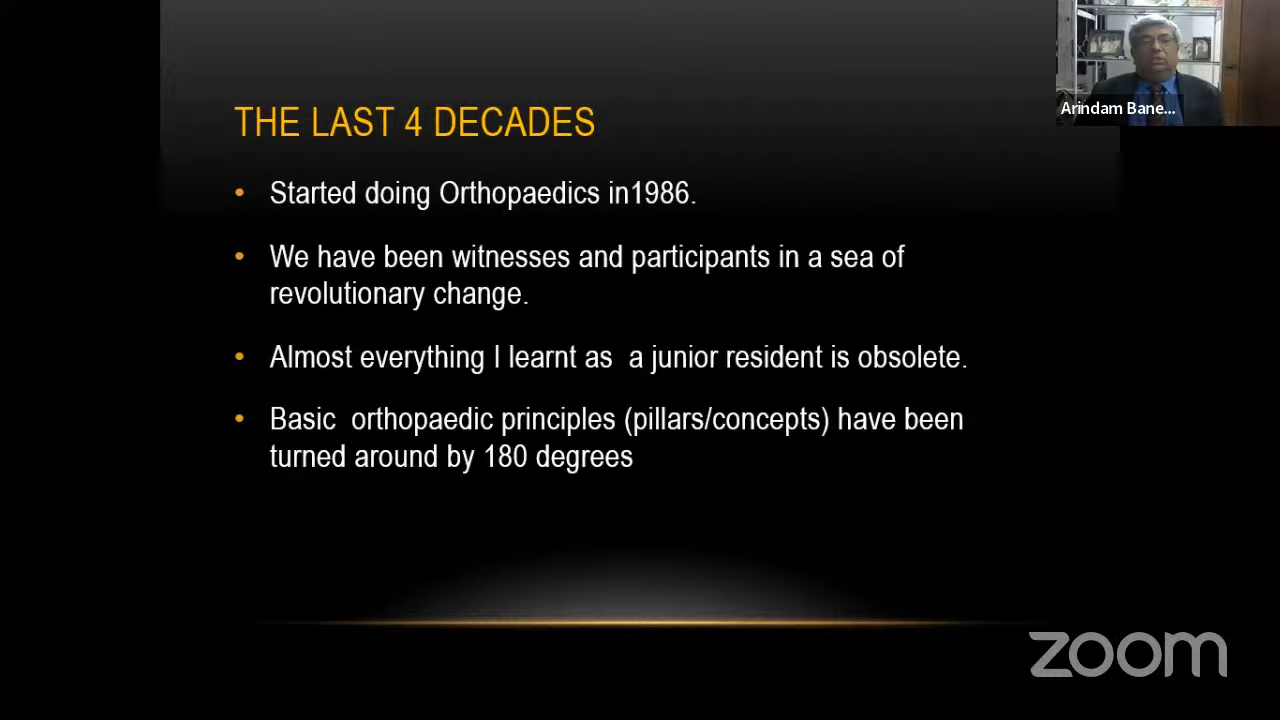 THE LAST 4 DECADES
• Started doing Orthopaedics in1986.
• We have been witnesses and participants in a sea of
revolutionary change.
• Almost everything I learnt as  a junior resident is obsolete.
• Basic  orthopaedic principles (pillars/concepts) have been
turned around by 180 degrees
Arindam Bane...
zoom